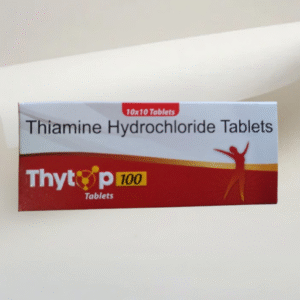 10x10 Tablets
Thiamine Hydrochloride Tablets
Thytop 100
Tablets